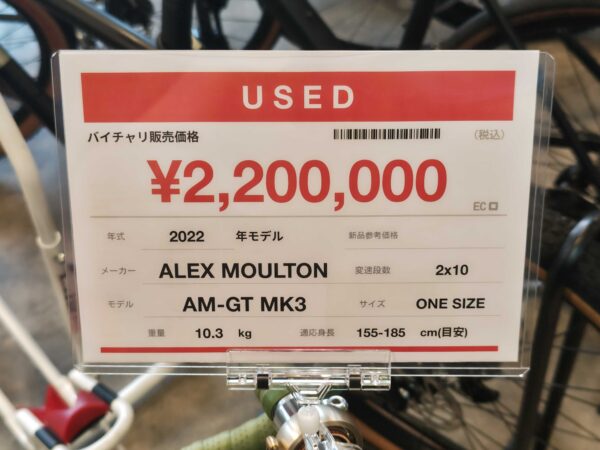 USED
バイチャリ販売価格 (税込)
¥2,200,000
EC
年式 2022 年モデル 新品参考価格
メーカー ALEX MOULTON 変速段数 2x10
モデル AM-GT MK3 サイズ ONE SIZE
重量 10.3 kg 適応身長 155-185 cm(目安)